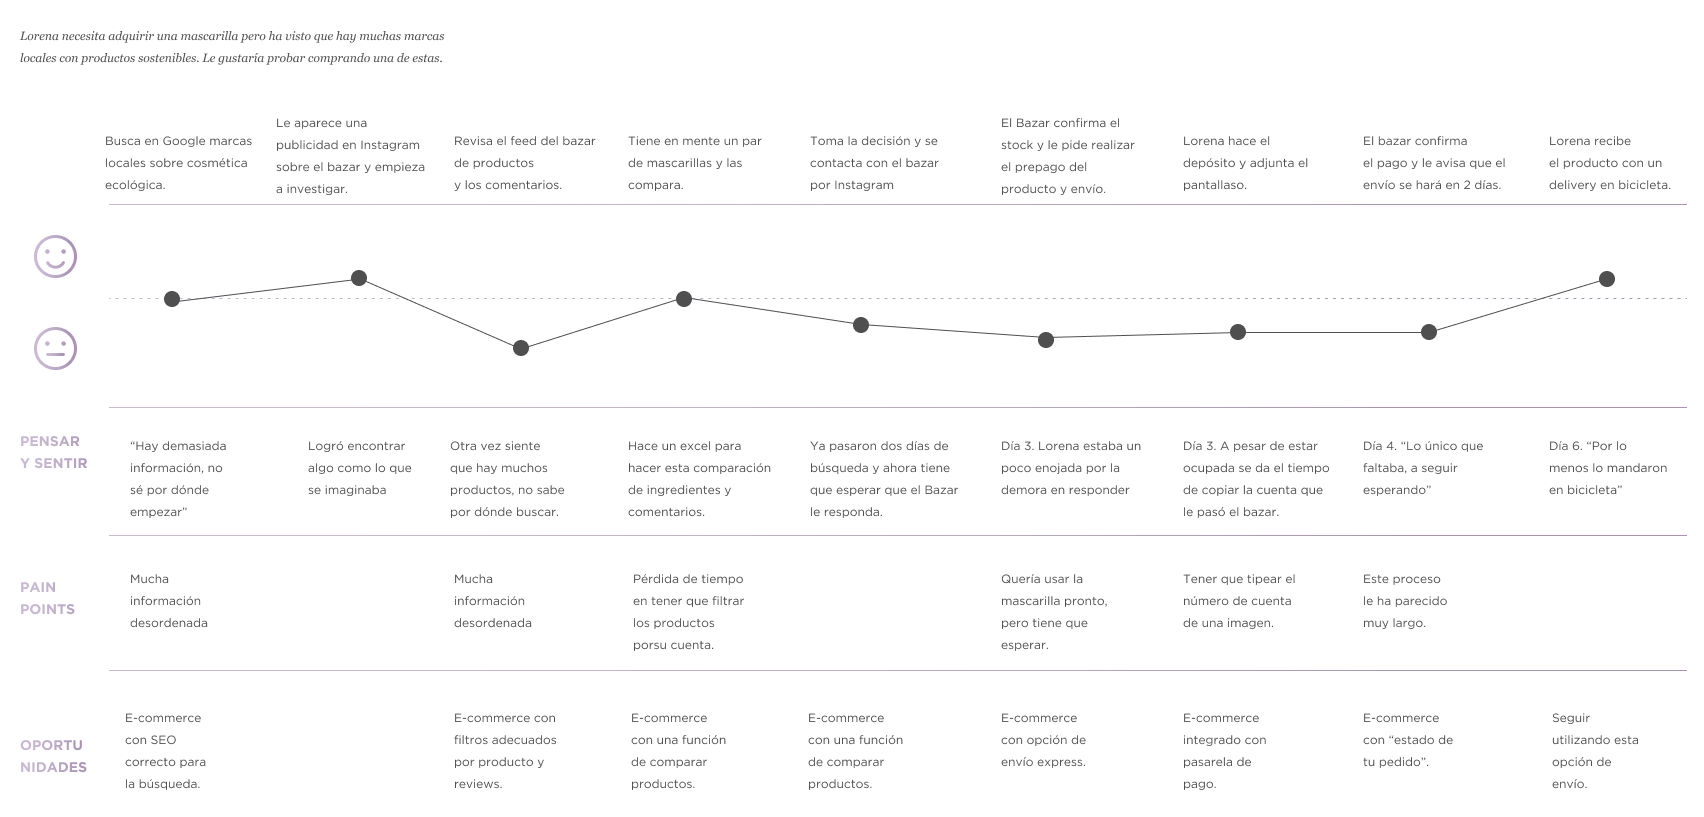 Lorena necesita adquirir una mascarilla pero ha visto que hay muchas marcas
locales con productos sostenibles. Le gustaría probar comprando una de estas.
Busca en Google marcas
locales sobre cosmética
ecológica.
Le aparece una
publicidad en Instagram
sobre el bazar y empieza
a investigar.
Revisa el feed del bazar
de productos
y los comentarios.
Tiene en mente un par
de mascarillas y las
compara.
Toma la decisión y se
contacta con el bazar
por Instagram
El Bazar confirma el
stock y le pide realizar
el prepago del
producto y envío.
Lorena hace el
depósito y adjunta el
pantallaso.
El bazar confirma
el pago y le avisa que el
envío se hará en 2 días.
Lorena recibe
el producto con un
delivery en bicicleta.
PENSAR
Y SENTIR
“Hay demasiada
información, no
sé por dónde
empezar”
Logró encontrar
algo como lo que
se imaginaba
Otra vez siente
que hay muchos
productos, no sabe
por dónde buscar.
Hace un excel para
hacer esta comparación
de ingredientes y
comentarios.
Ya pasaron dos días de
búsqueda y ahora tiene
que esperar que el Bazar
le responda.
Día 3. Lorena estaba un
poco enojada por la
demora en responder
Día 3. A pesar de estar
ocupada se da el tiempo
de copiar la cuenta que
le pasó el bazar.
Día 4. “Lo único que
faltaba, a seguir
esperando”
Día 6. “Por lo
menos lo mandaron
en bicicleta”
PAIN
POINTS
Mucha
información
desordenada
Mucha
información
desordenada
Pérdida de tiempo
en tener que filtrar
los productos
porsu cuenta.
Quería usar la
mascarilla pronto,
pero tiene que
esperar.
Tener que tipear el
número de cuenta
de una imagen.
Este proceso
le ha parecido
muy largo.
OPORTU
NIDADES
E-commerce
con SEO
correcto para
la búsqueda.
E-commerce con
filtros adecuados
por producto y
reviews.
E-commerce
con una función
de comparar
productos.
E-commerce
con una función
de comparar
productos.
E-commerce
con opción de
envío express.
E-commerce
integrado con
pasarela de
pago.
E-commerce
con “estado de
tu pedido”.
Seguir
utilizando esta
opción de
envío.